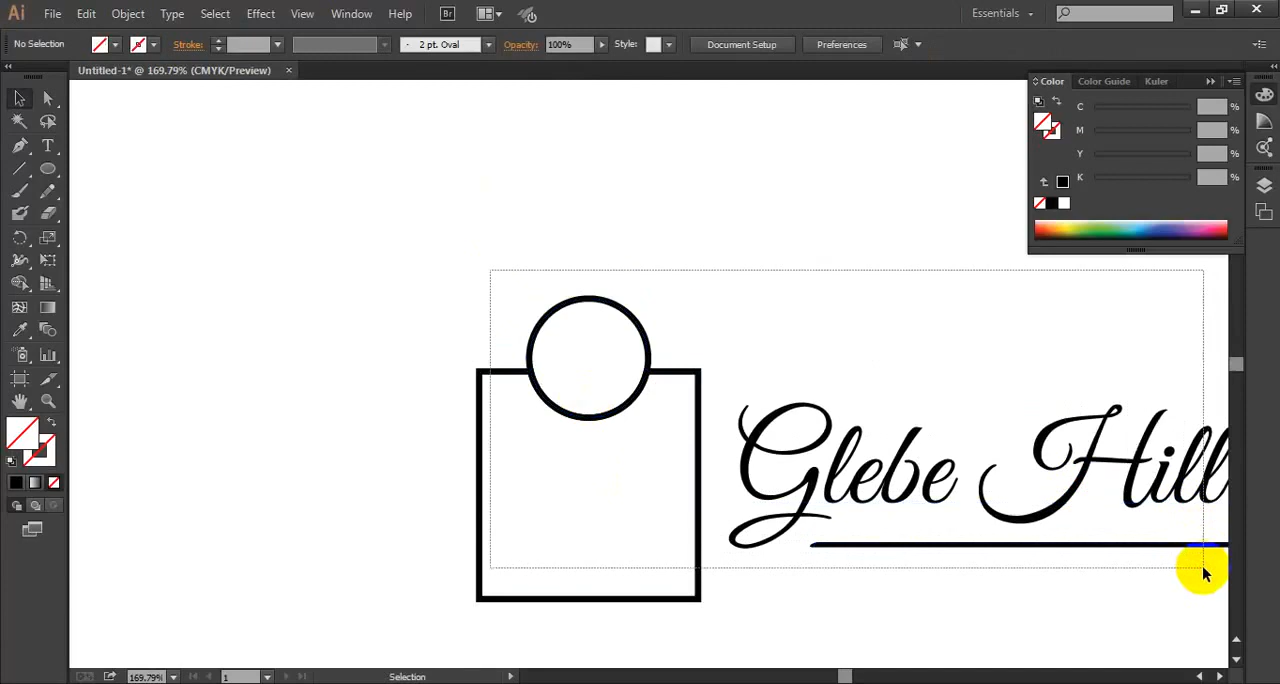 Ai File Edit Object Type Select Effect View Window Help Br Essentials
No Selection Stroke: 2 pt. Oval Opacity: 100% Style: Document Setup Preferences
Untitled-1* @ 169.79% (CMYK/Preview)
Color Color Guide Kuler
C %
M %
Y %
K %
T
Glebe Hill
169.79% 1 Selection